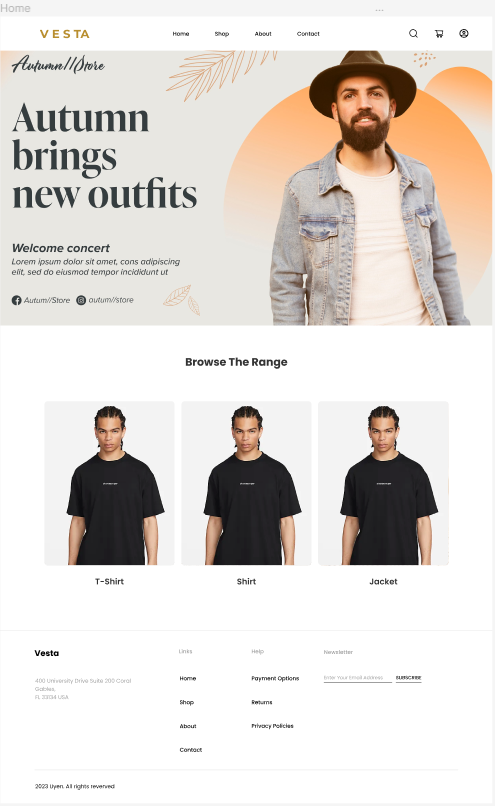 Home
VESTA
Home Shop About Contact
Autumn//Store
Autumn
brings
new outfits
Welcome concert
Lorem ipsum dolor sit amet, cons adipiscing
elit, sed do eiusmod tempor incididunt ut
Autum//Store autum//store
Browse The Range
T-Shirt Shirt Jacket
Vesta
Links
Help
Newsletter
400 University Drive Suite 200 Coral
Gables,
FL 33134 USA
Home
Payment Options
Enter Your Email Address SUBSCRIBE
Shop
Returns
About
Privacy Policies
Contact
2023 Liyen. All rights reverved